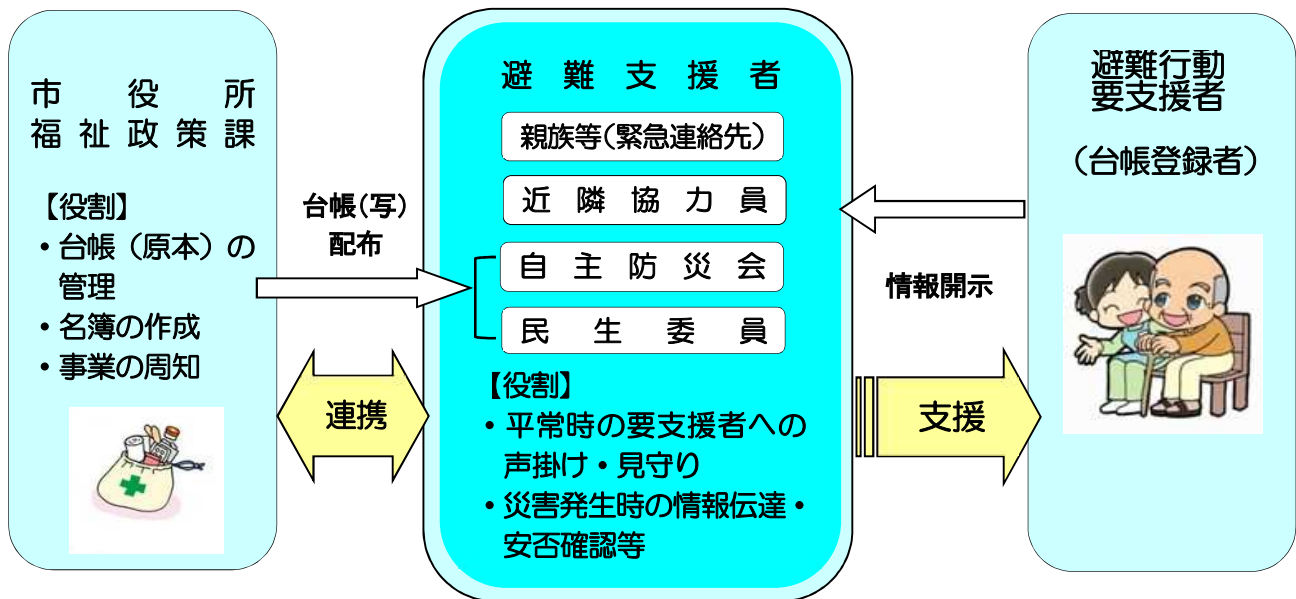 市役所
福祉政策課
【役割】
・台帳（原本）の
管理
・名簿の作成
・事業の周知
台帳（写）
配布
連携
避難支援者
親族等（緊急連絡先）
近隣協力員
自主防災会
民生委員
【役割】
・平常時の要支援者への
声掛け・見守り
・災害発生時の情報伝達・
安否確認等
情報開示
支援
避難行動
要支援者
（台帳登録者）